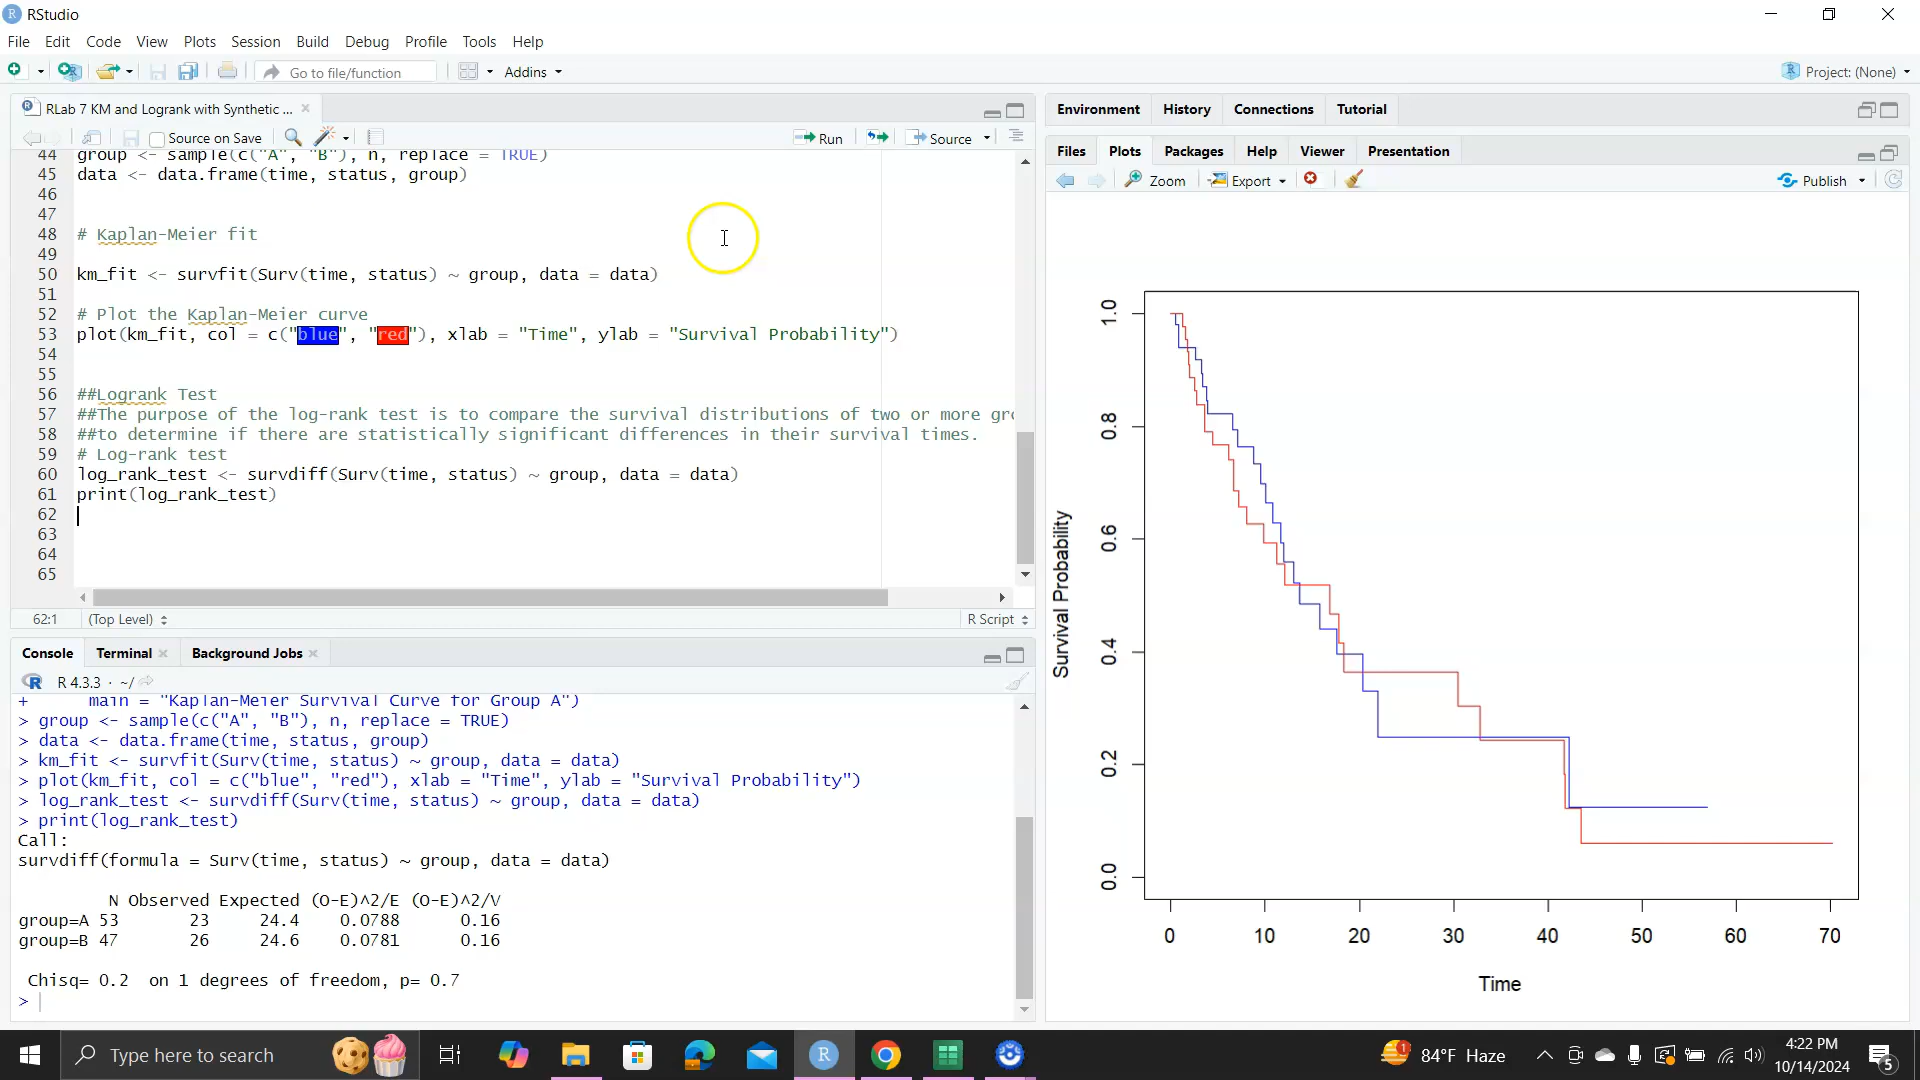 RStudio
File Edit Code View Plots Session Build Debug Profile Tools Help
Go to file/function
Addins
Project: (None)
RLab 7 KM and Logrank with Synthetic ...
Source on Save
Run
Source
44 group <- sample(c("A", "B"), n, replace = TRUE)
45 data <- data.frame(time, status, group)
46
47
48 # Kaplan-Meier fit
49
50 km_fit <- survfit(Surv(time, status) ~ group, data = data)
51
52 # Plot the Kaplan-Meier curve
53 plot(km_fit, col = c("blue", "red"), xlab = "Time", ylab = "Survival Probability")
54
55
56 ##Logrank Test
57 ##The purpose of the log-rank test is to compare the survival distributions of two or more gro
58 ##to determine if there are statistically significant differences in their survival times.
59 # Log-rank test
60 log_rank_test <- survdiff(Surv(time, status) ~ group, data = data)
61 print(log_rank_test)
62
63
64
65
62:1 (Top Level) R Script
Console Terminal Background Jobs
R 4.3.3 · ~/
+ main = "Kaplan-Meier Survival Curve for Group A")
> group <- sample(c("A", "B"), n, replace = TRUE)
> data <- data.frame(time, status, group)
> km_fit <- survfit(Surv(time, status) ~ group, data = data)
> plot(km_fit, col = c("blue", "red"), xlab = "Time", ylab = "Survival Probability")
> log_rank_test <- survdiff(Surv(time, status) ~ group, data = data)
> print(log_rank_test)
Call:
survdiff(formula = Surv(time, status) ~ group, data = data)
N Observed Expected (O-E)^2/E (O-E)^2/V
group=A 53 23 24.4 0.0788 0.16
group=B 47 26 24.6 0.0781 0.16
Chisq= 0.2 on 1 degrees of freedom, p= 0.7
>
Environment History Connections Tutorial
Files Plots Packages Help Viewer Presentation
Zoom Export Publish
Survival Probability
1.0
0.8
0.6
0.4
0.2
0.0
0 10 20 30 40 50 60 70
Time
Type here to search
84°F Haze
4:22 PM
10/14/2024
5